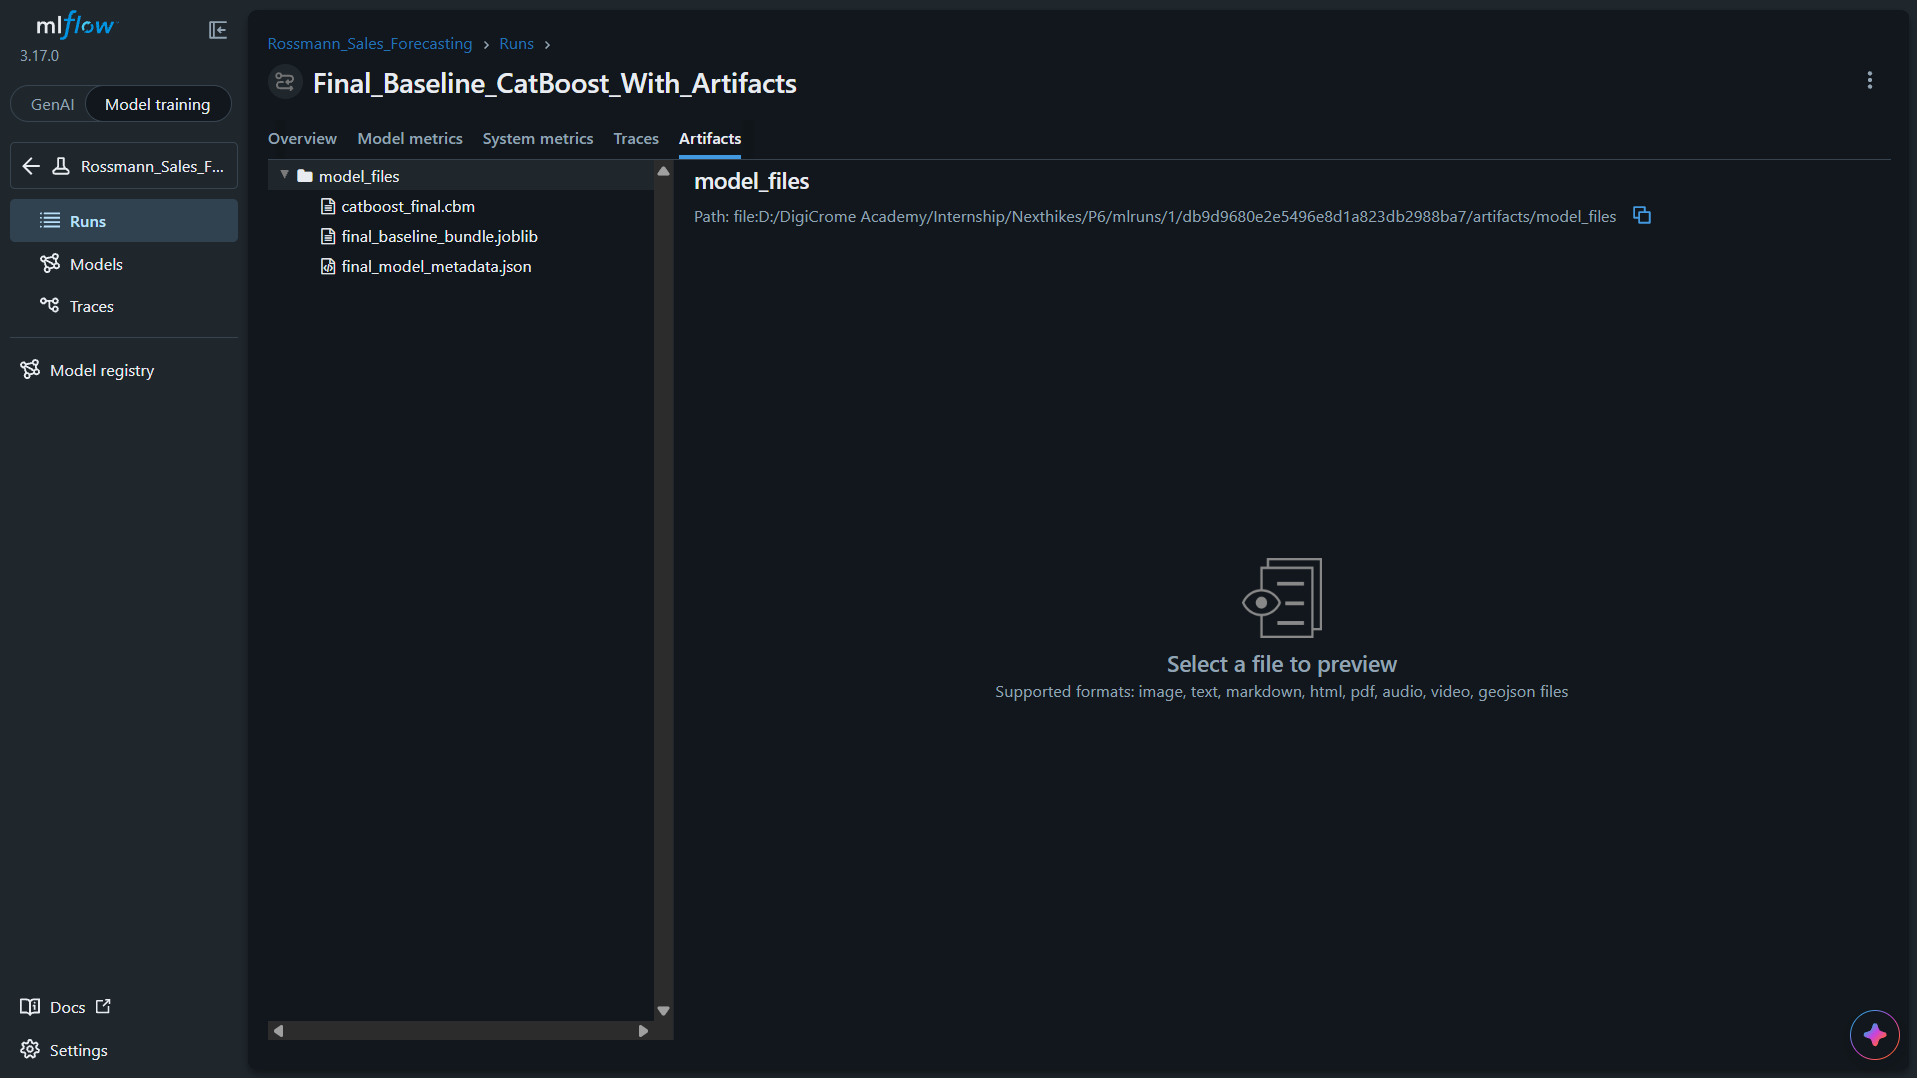 mlflow
3.17.0
GenAI
Model training
Rossmann_Sales_F...
Runs
Models
Traces
Model registry
Docs
Settings
Rossmann_Sales_Forecasting › Runs ›
Final_Baseline_CatBoost_With_Artifacts
Overview Model metrics System metrics Traces Artifacts
model_files
catboost_final.cbm
final_baseline_bundle.joblib
final_model_metadata.json
model_files
Path: file:D:/DigiCrome Academy/Internship/Nexthikes/P6/mlruns/1/db9d9680e2e5496e8d1a823db2988ba7/artifacts/model_files
Select a file to preview
Supported formats: image, text, markdown, html, pdf, audio, video, geojson files